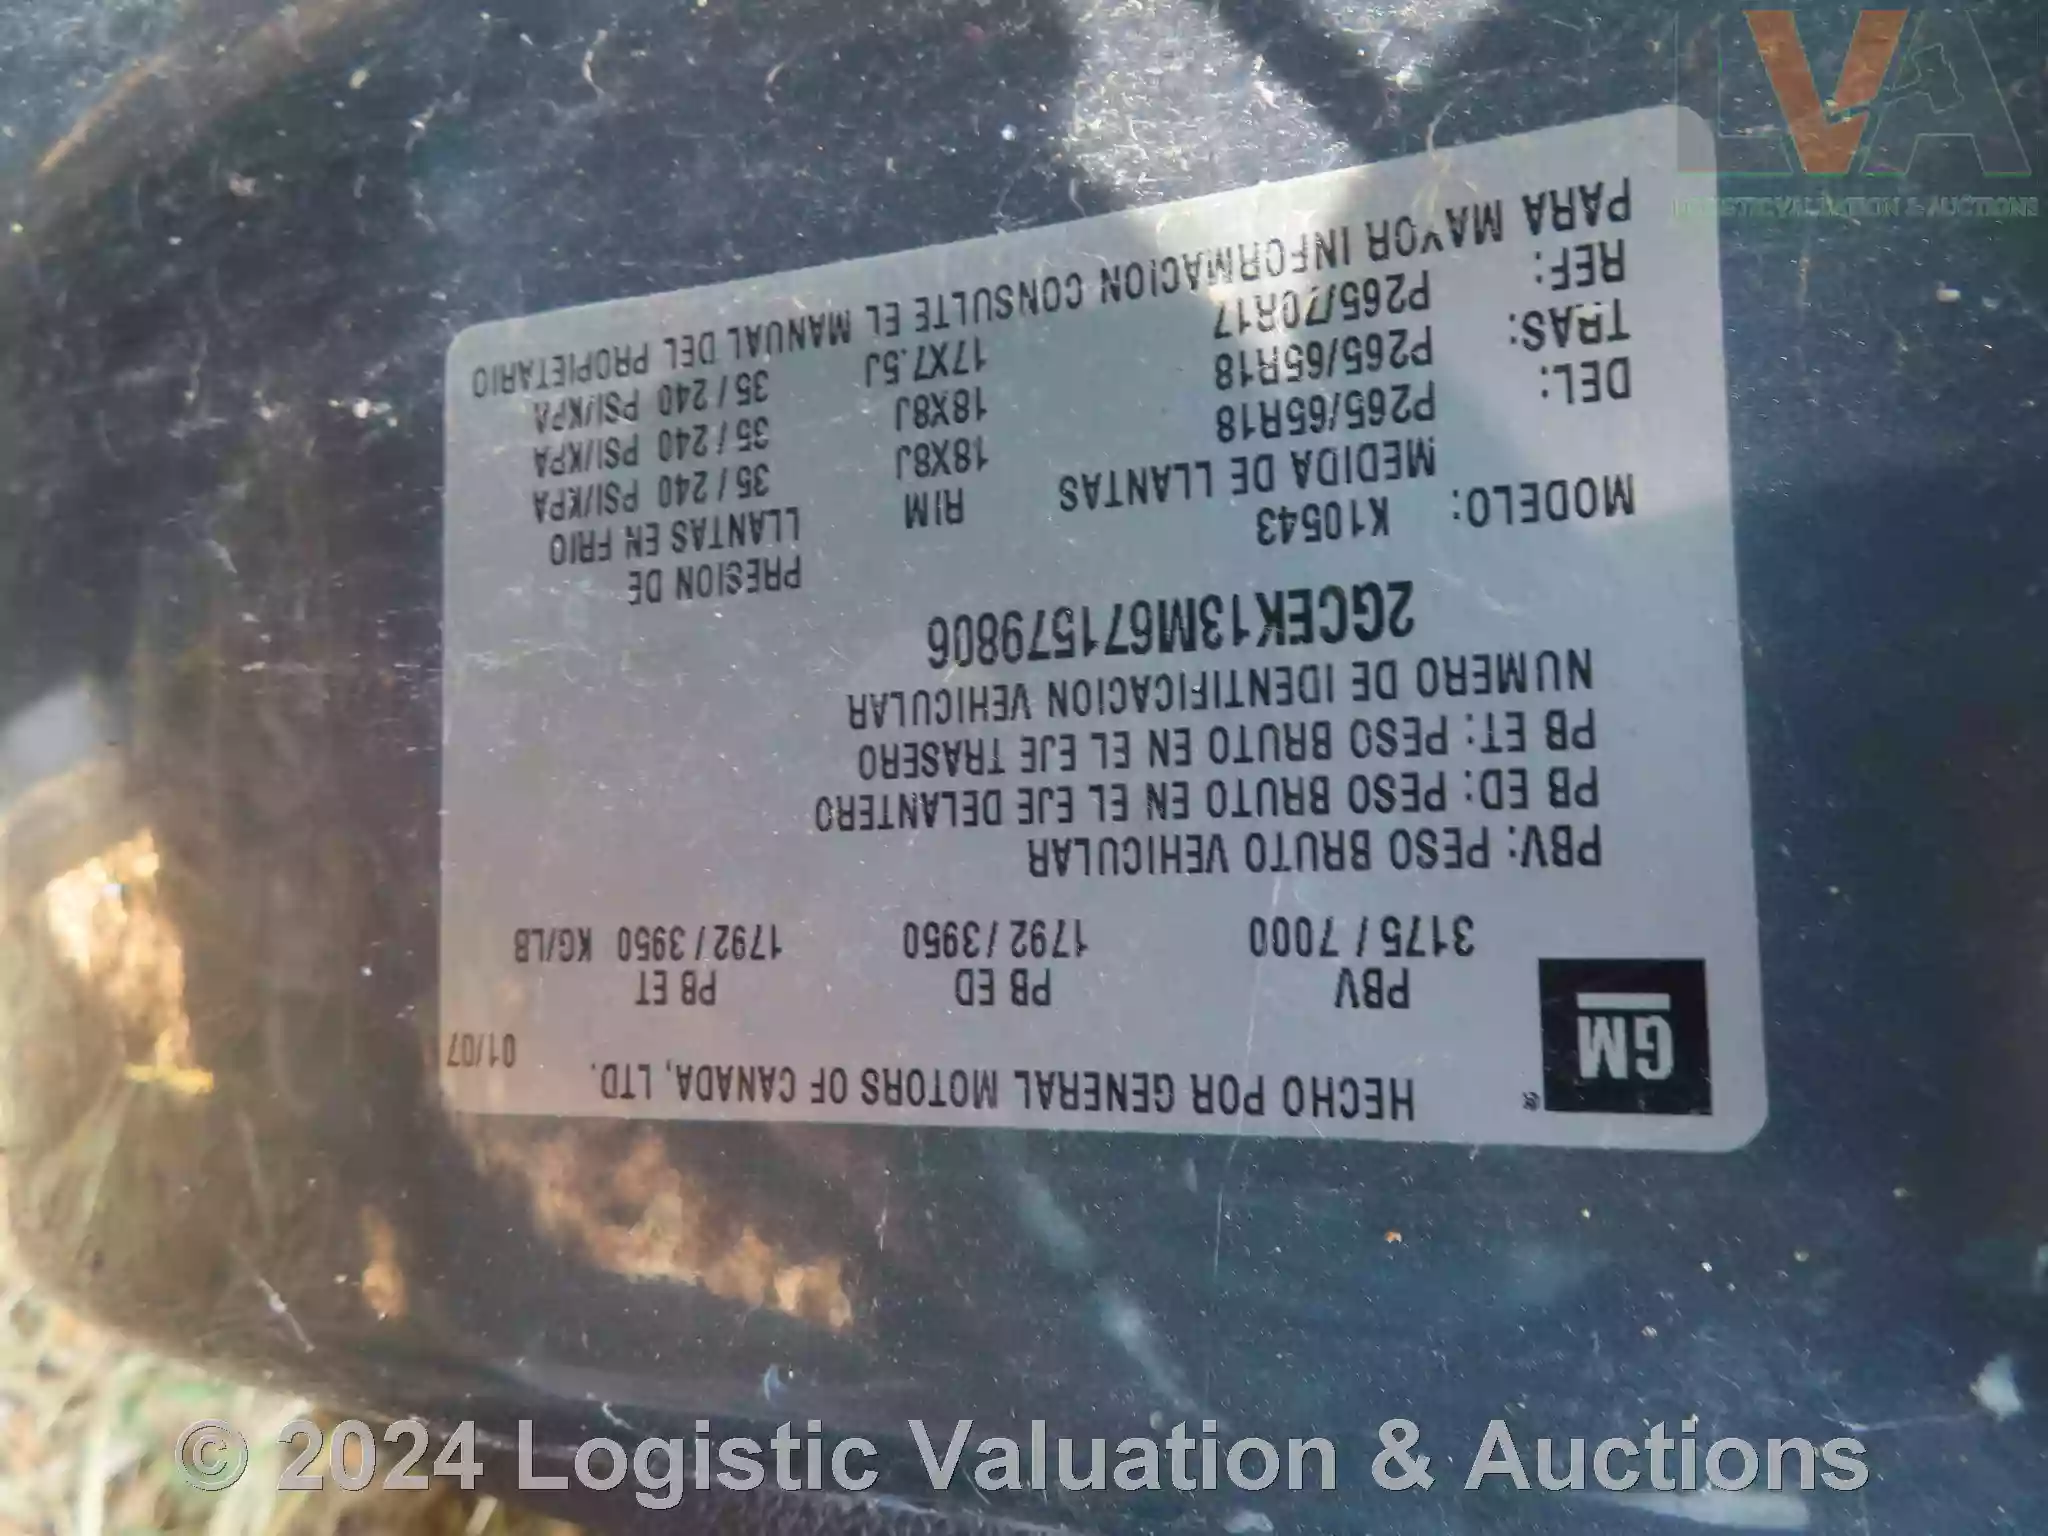 HECHO POR GENERAL MOTORS OF CANADA, LTD. 01/07
GM ®
PBV PB ED PB ET
3175 / 7000 1792 / 3950 1792 / 3950 KG/LB
PBV: PESO BRUTO VEHICULAR
PB ED: PESO BRUTO EN EL EJE DELANTERO
PB ET: PESO BRUTO EN EL EJE TRASERO
NUMERO DE IDENTIFICACION VEHICULAR
2GCEK13M671579806
PRESION DE
MODELO: K10543 LLANTAS EN FRIO
MEDIDA DE LLANTAS RIM
DEL: P265/65R18 18X8J 35 / 240 PSI/KPA
TRAS: P265/65R18 18X8J 35 / 240 PSI/KPA
REF: P265/70R17 17X7.5J 35 / 240 PSI/KPA
PARA MAYOR INFORMACION CONSULTE EL MANUAL DEL PROPIETARIO
LVA
LOGISTIC VALUATION & AUCTIONS
© 2024 Logistic Valuation & Auctions